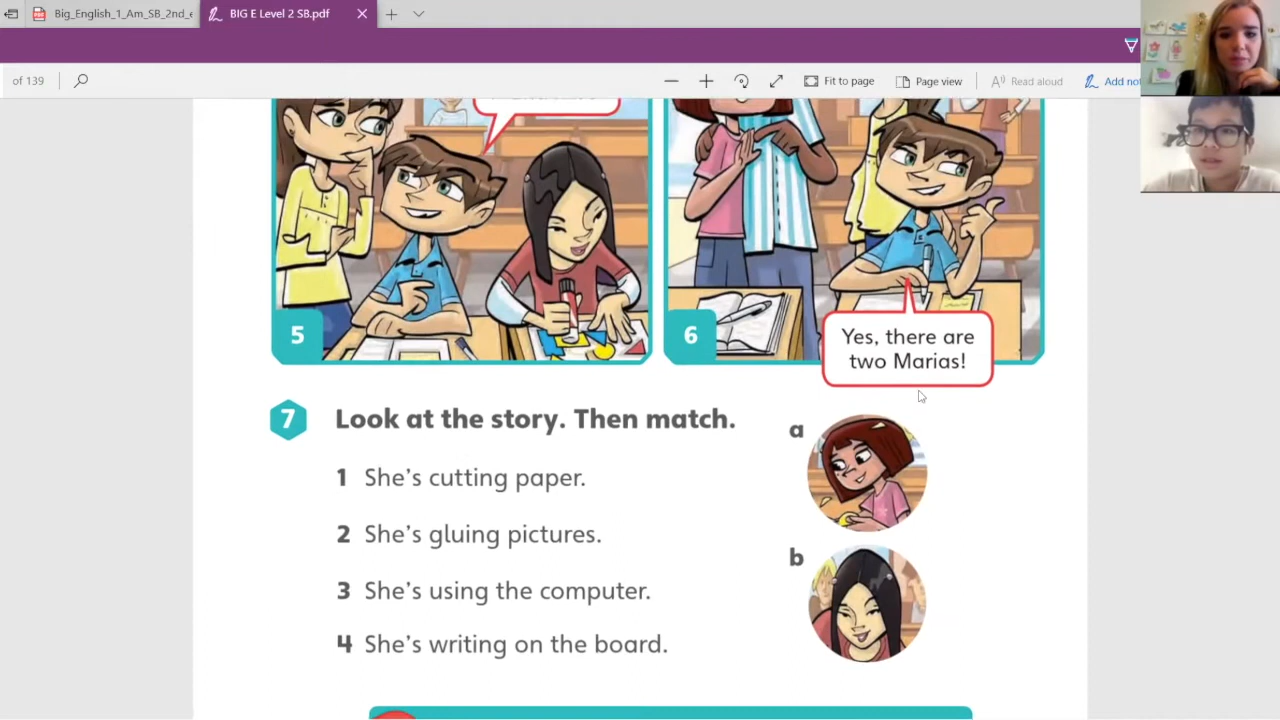 Big_English_1_Am_SB_2nd_e
BIG E Level 2 SB.pdf
of 139
Fit to page
Page view
Read aloud
Add not
5
6
Yes, there are
two Marias!
7 Look at the story. Then match.
1 She's cutting paper.
2 She's gluing pictures.
3 She's using the computer.
4 She's writing on the board.
a
b